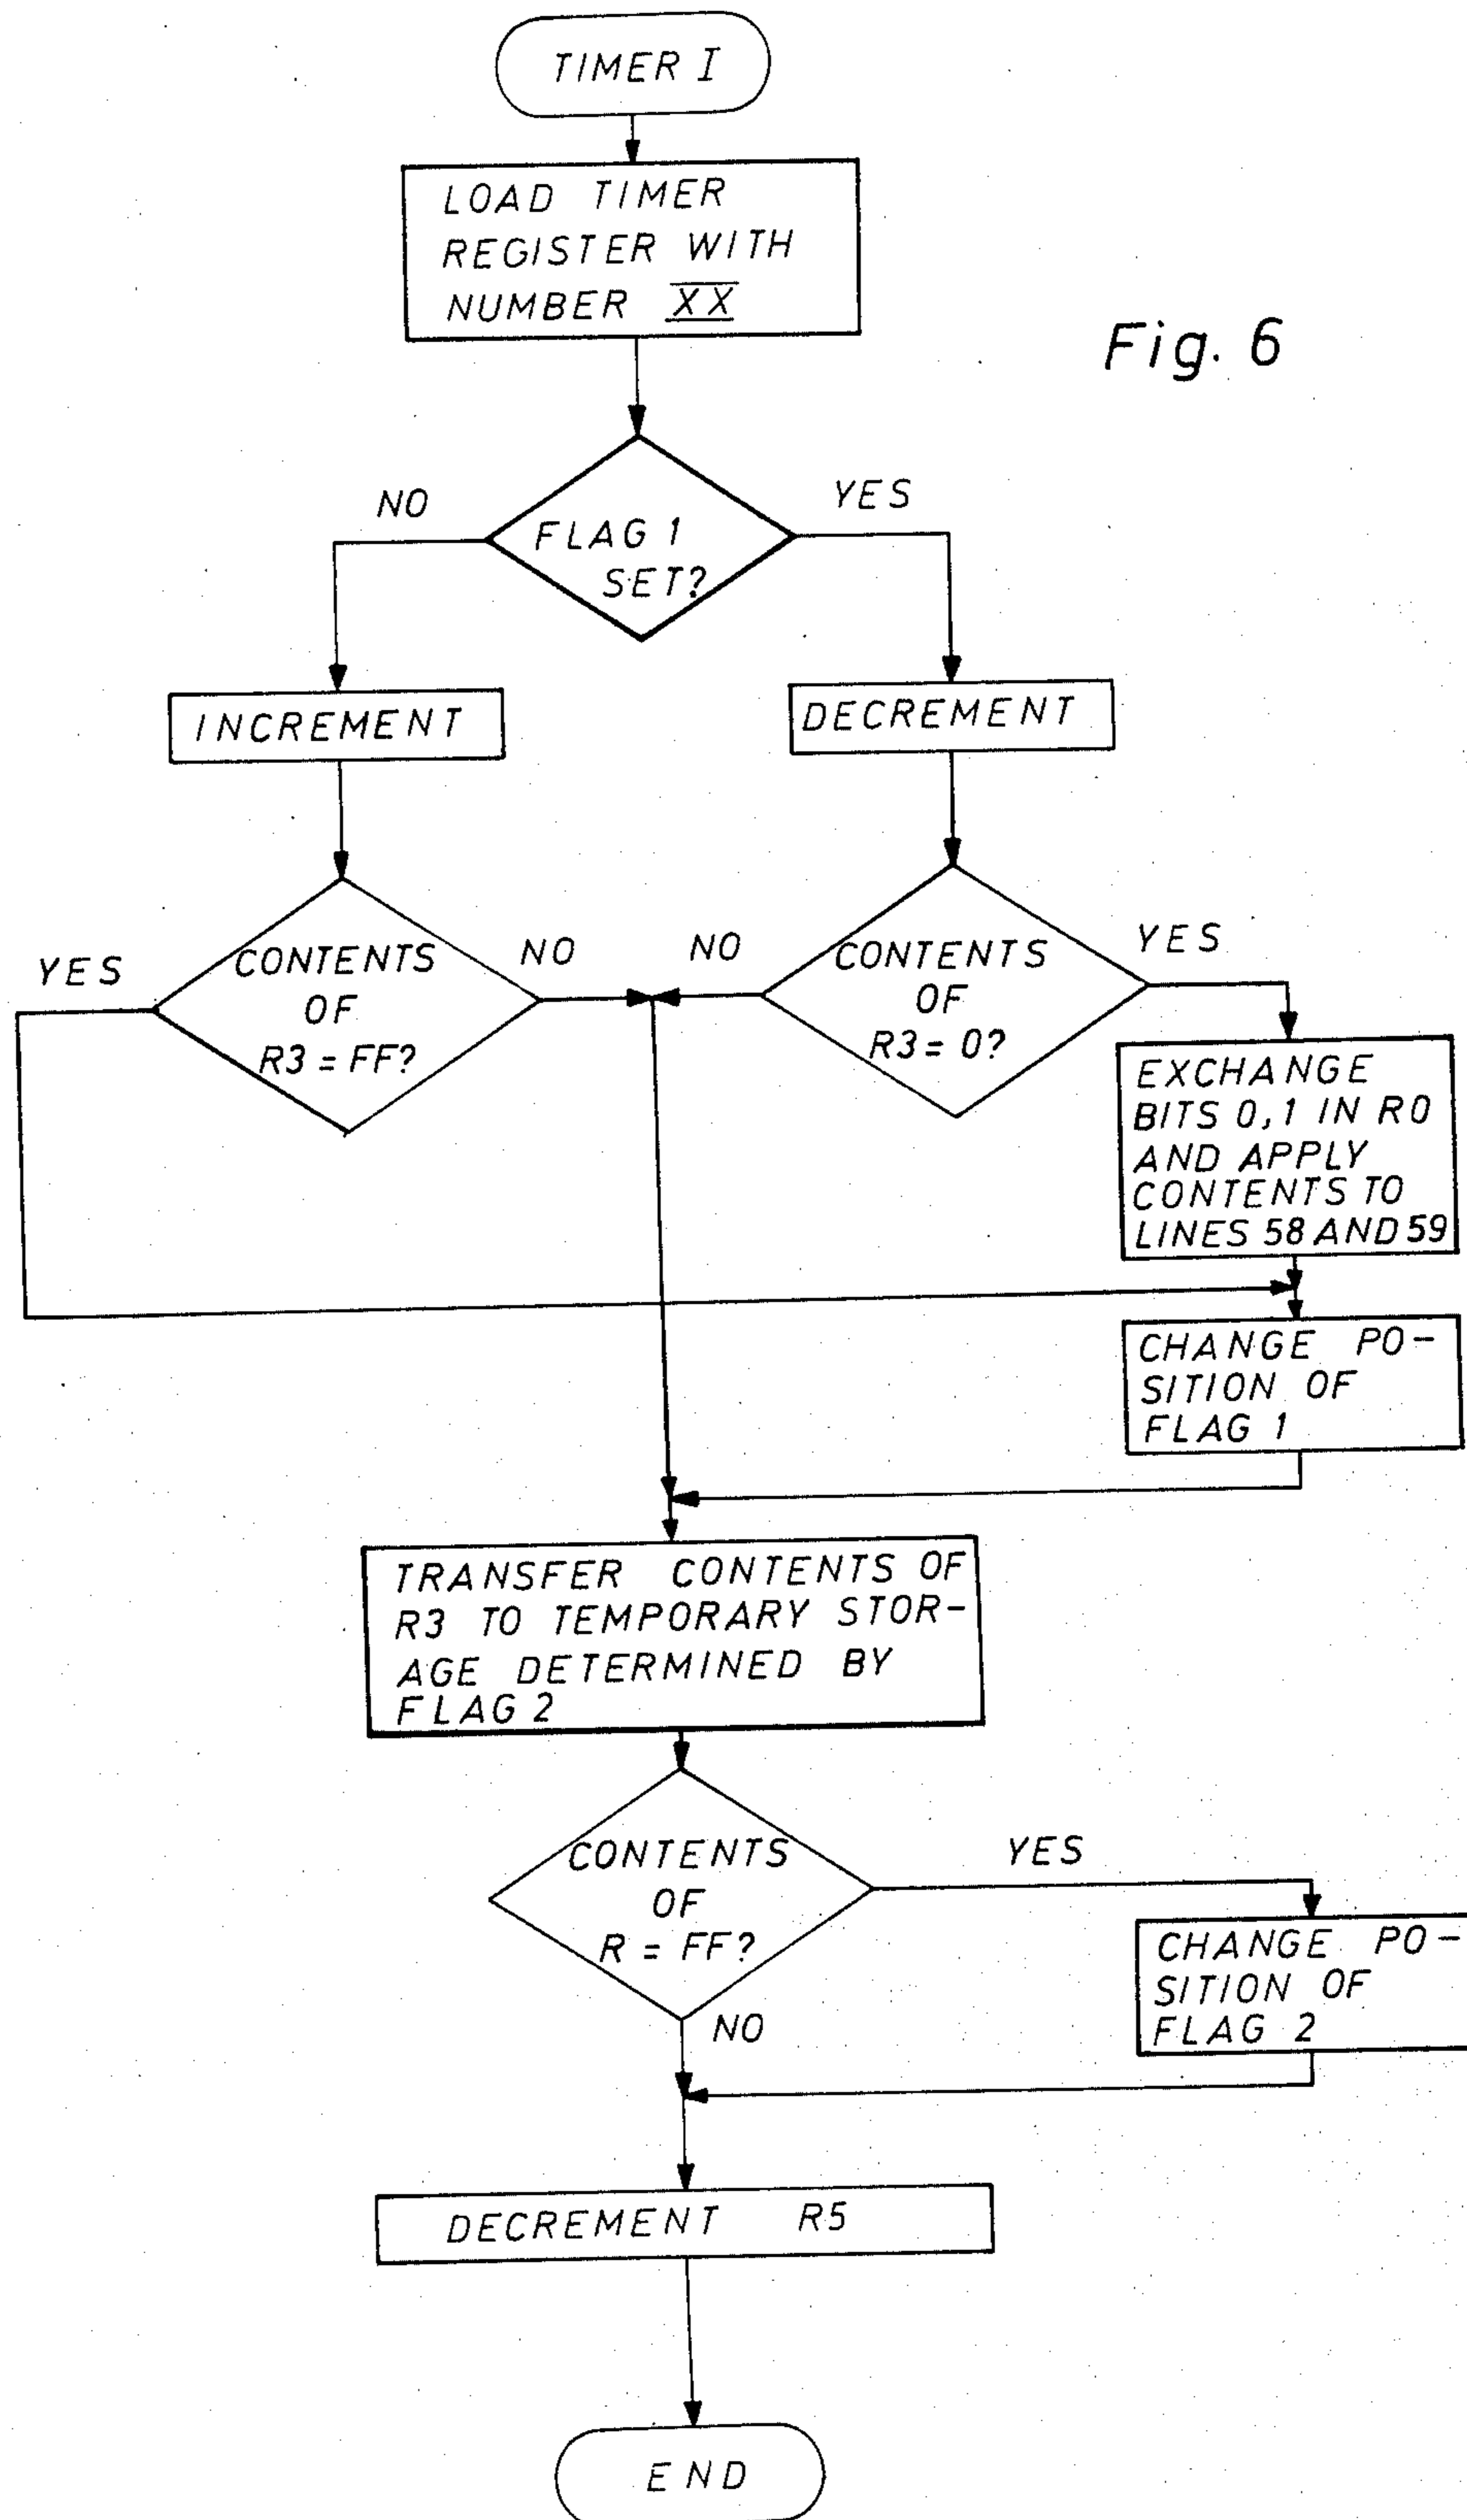 TIMER I
LOAD TIMER
REGISTER WITH
NUMBER XX
Fig. 6
NO
YES
FLAG 1
SET?
INCREMENT
DECREMENT
YES
CONTENTS
OF
R3 = FF?
NO
NO
CONTENTS
OF
R3 = 0?
YES
EXCHANGE
BITS 0,1 IN R0
AND APPLY
CONTENTS TO
LINES 58 AND 59
CHANGE PO-
SITION OF
FLAG 1
TRANSFER CONTENTS OF
R3 TO TEMPORARY STOR-
AGE DETERMINED BY
FLAG 2
CONTENTS
OF
R = FF?
YES
NO
CHANGE PO-
SITION OF
FLAG 2
DECREMENT R5
END